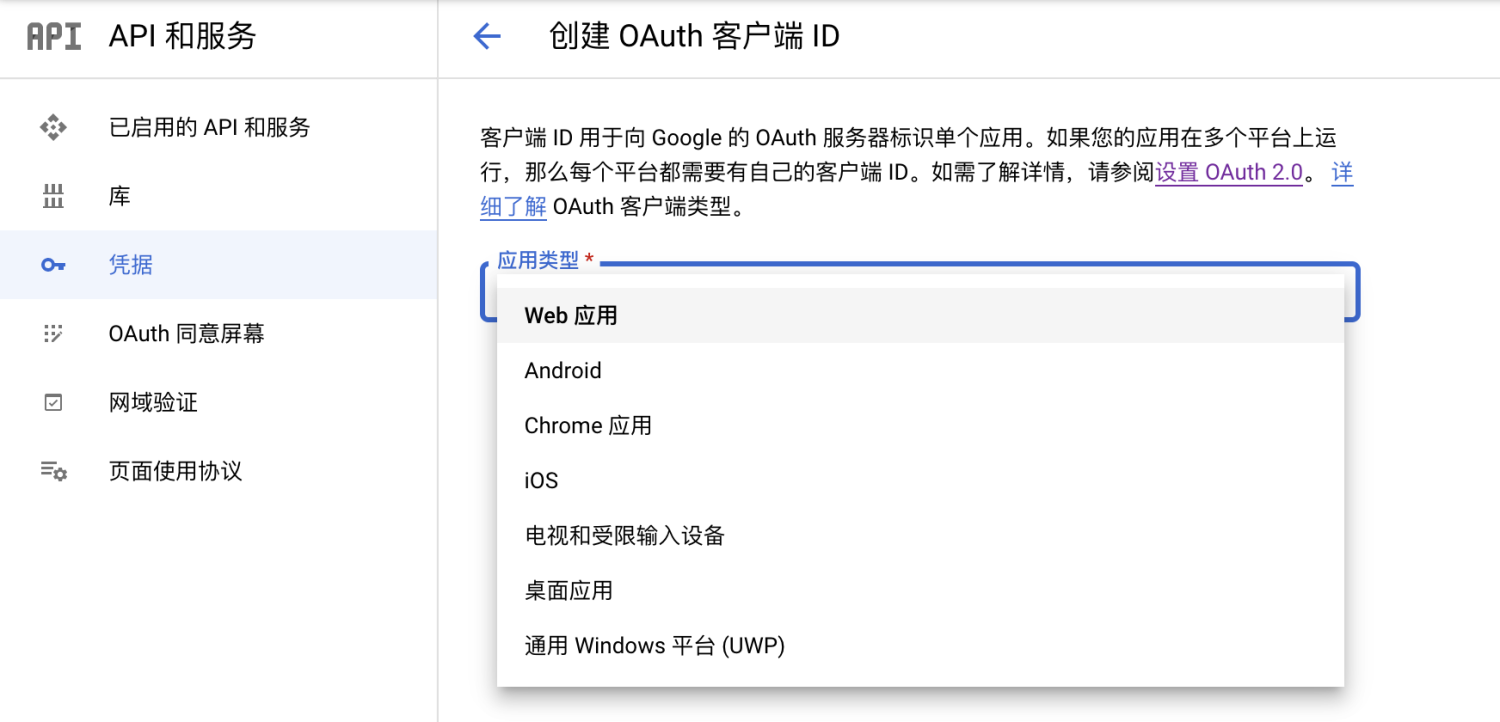 API API 和服务
已启用的 API 和服务
库
凭据
OAuth 同意屏幕
网域验证
页面使用协议
创建 OAuth 客户端 ID
客户端 ID 用于向 Google 的 OAuth 服务器标识单个应用。如果您的应用在多个平台上运
行，那么每个平台都需要有自己的客户端 ID。如需了解详情，请参阅设置 OAuth 2.0。 详
细了解 OAuth 客户端类型。
应用类型 *
Web 应用
Android
Chrome 应用
iOS
电视和受限输入设备
桌面应用
通用 Windows 平台 (UWP)